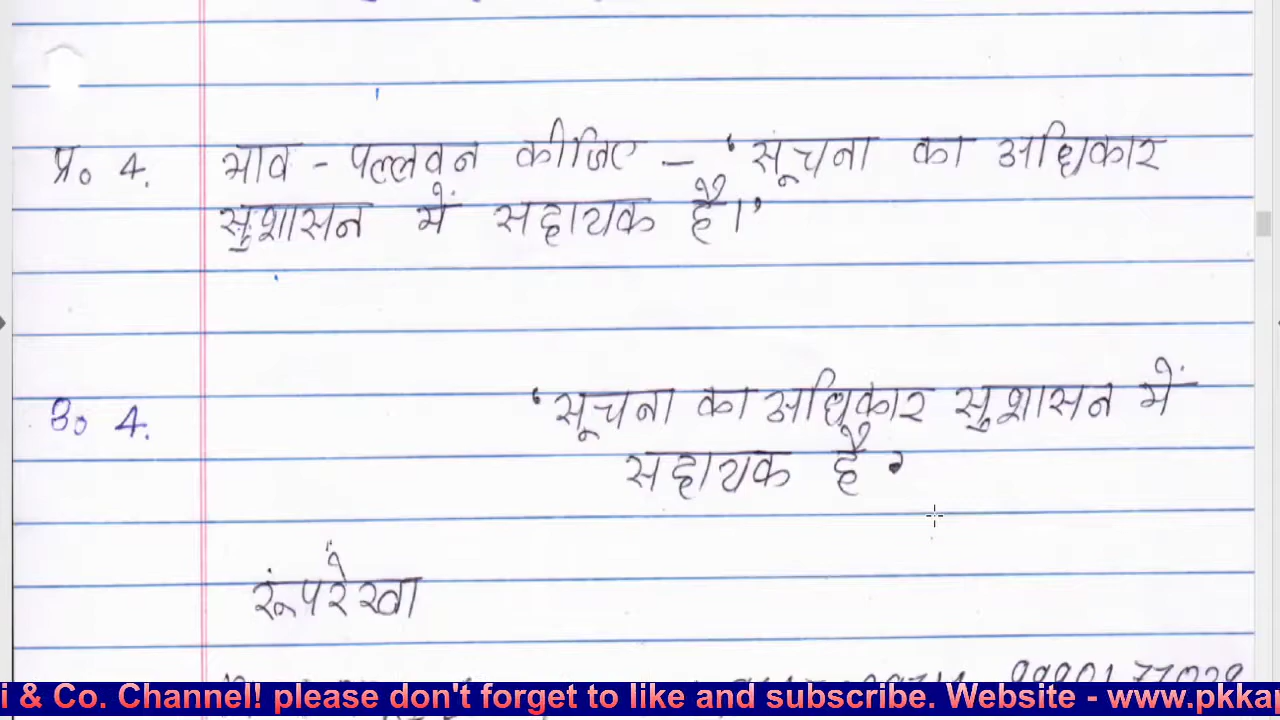 प्र० 4. भाव - पल्लवन कीजिए – 'सूचना का अधिकार
सुशासन में सहायक है।'
उ० 4. 'सूचना का अधिकार सुशासन में
सहायक है'
रूंपरेखा
i & Co. Channel! please don't forget to like and subscribe. Website - www.pkka